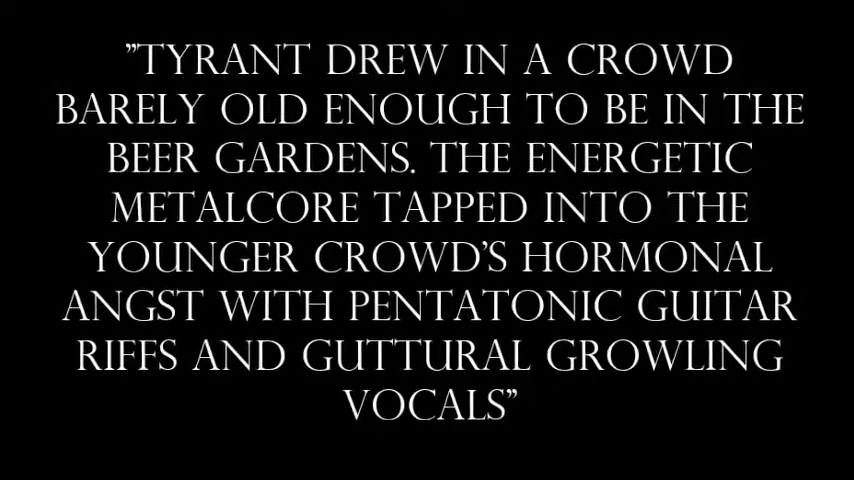 "TYRANT DREW IN A CROWD
BARELY OLD ENOUGH TO BE IN THE
BEER GARDENS. THE ENERGETIC
METALCORE TAPPED INTO THE
YOUNGER CROWD'S HORMONAL
ANGST WITH PENTATONIC GUITAR
RIFFS AND GUTTURAL GROWLING
VOCALS"